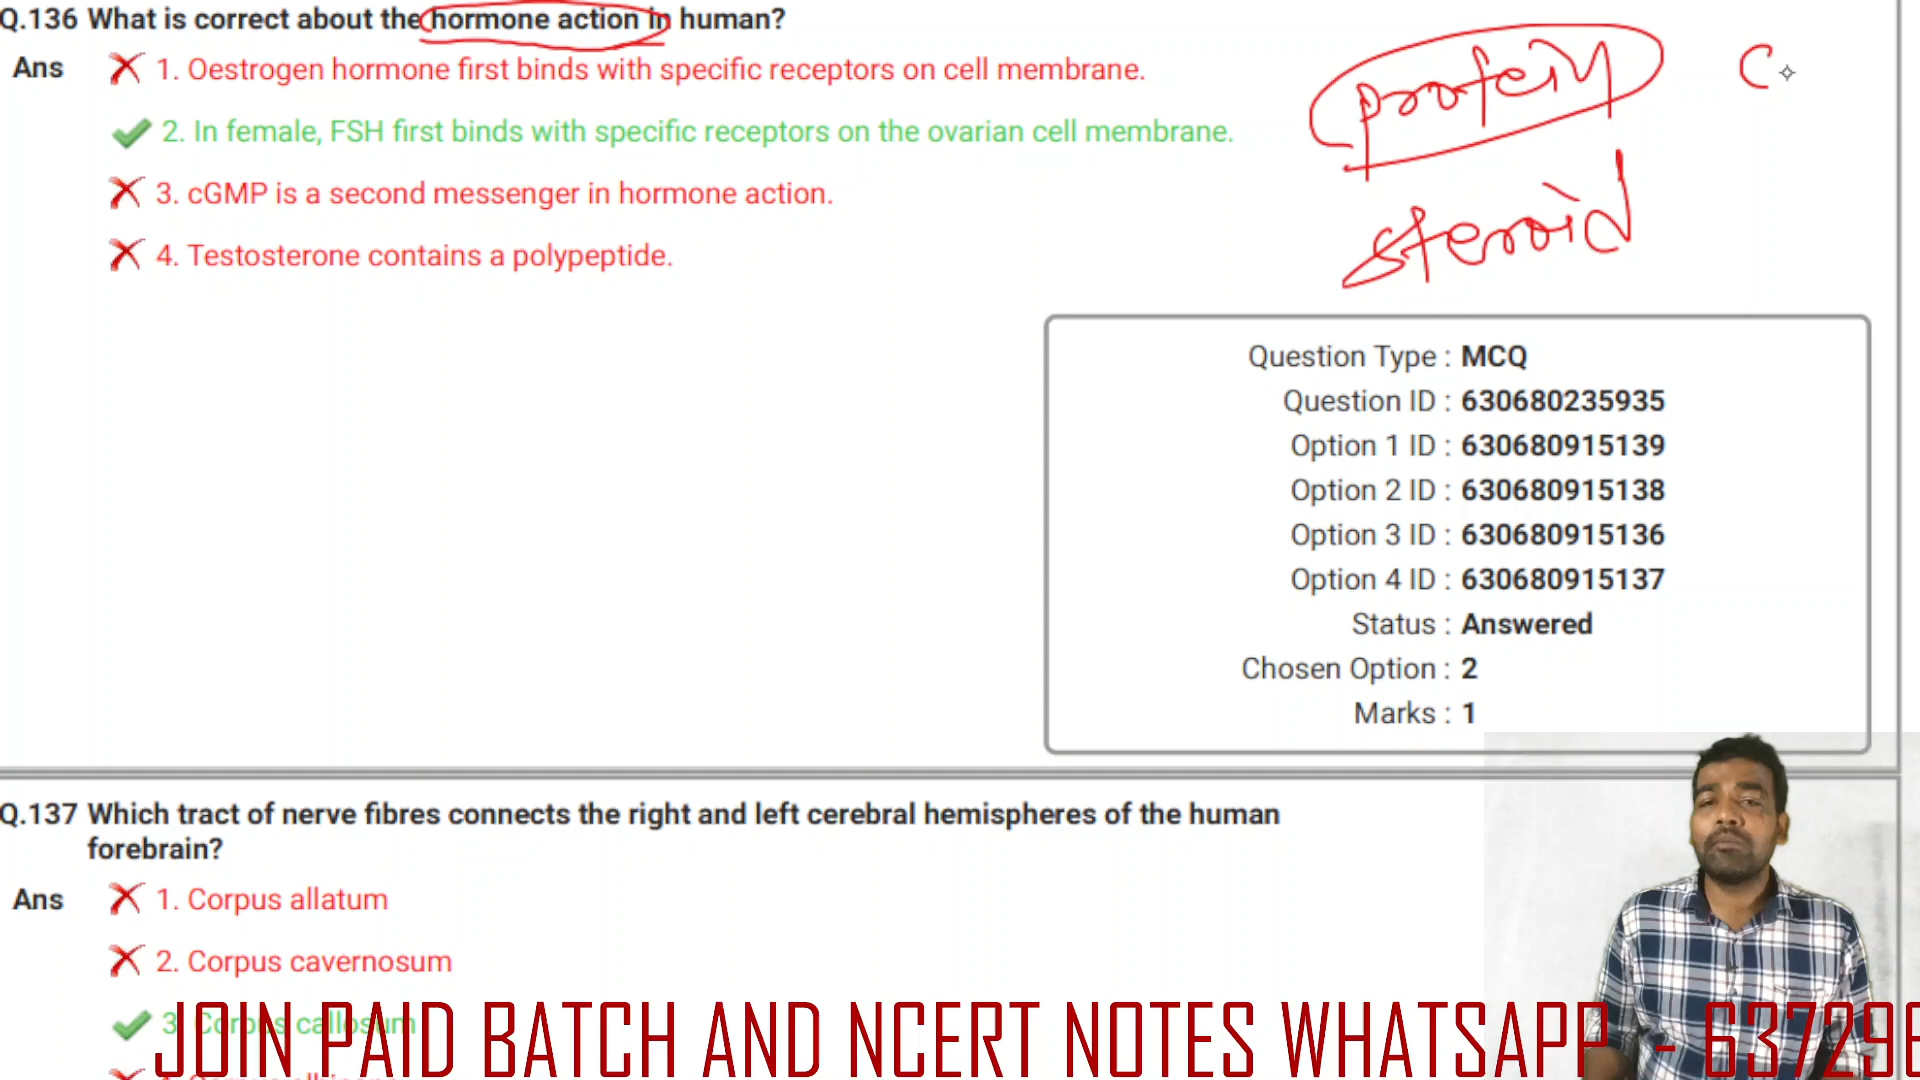 Q.136 What is correct about the hormone action in human?
Ans 1. Oestrogen hormone first binds with specific receptors on cell membrane.
2. In female, FSH first binds with specific receptors on the ovarian cell membrane.
3. cGMP is a second messenger in hormone action.
4. Testosterone contains a polypeptide.
protein
C
steroid
Question Type : MCQ
Question ID : 630680235935
Option 1 ID : 630680915139
Option 2 ID : 630680915138
Option 3 ID : 630680915136
Option 4 ID : 630680915137
Status : Answered
Chosen Option : 2
Marks : 1
Q.137 Which tract of nerve fibres connects the right and left cerebral hemispheres of the human
forebrain?
Ans 1. Corpus allatum
2. Corpus cavernosum
3. Corpus callosum
JOIN PAID BATCH AND NCERT NOTES WHATSAPP - 637298